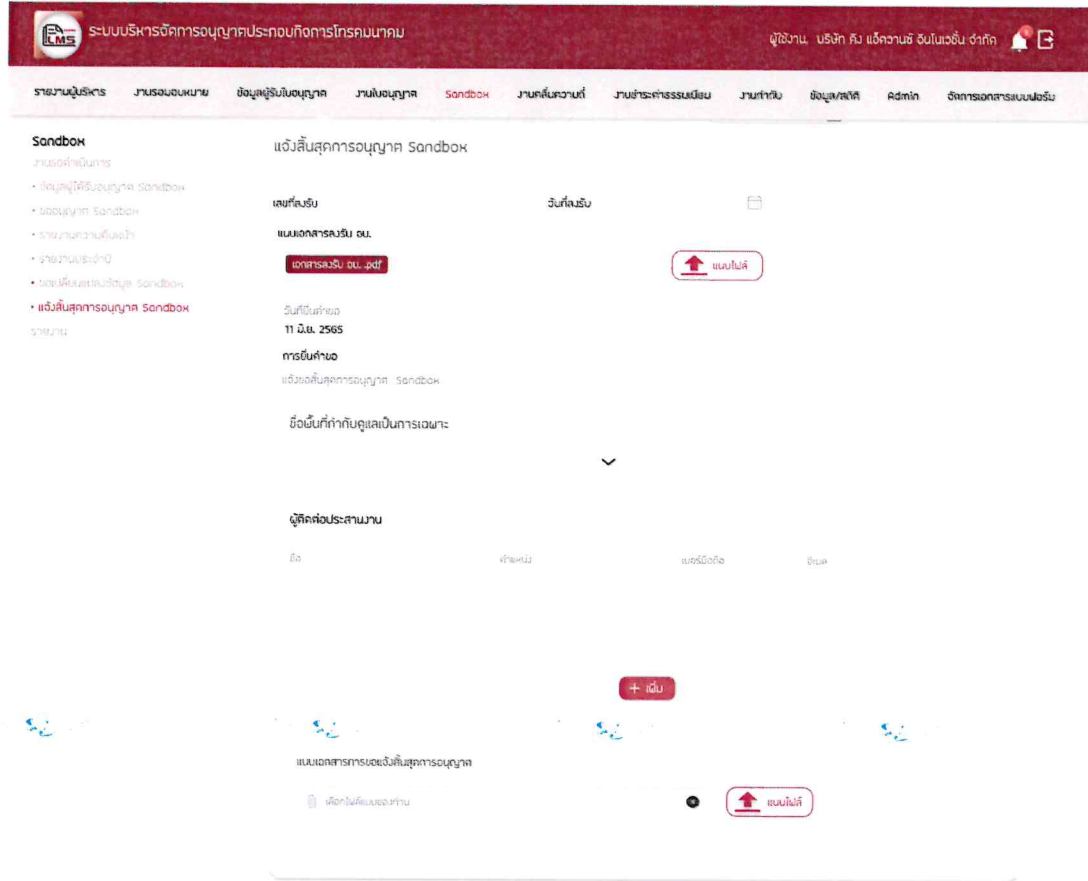 LMS ระบบบริหารจัดการอนุญาตประกอบกิจการโทรคมนาคม
ผู้ใช้งาน, บริษัท คิง แอ็ดวานซ์ อินโนเวชั่น จำกัด
รายงานผู้บริหาร งานรอมอบหมาย ข้อมูลผู้รับใบอนุญาต งานใบอนุญาต Sandbox งานคลื่นความถี่ งานชำระค่าธรรมเนียม งานกำกับ ข้อมูล/สถิติ Admin จัดการเอกสารแบบฟอร์ม
Sandbox
งานรอดำเนินการ
• ข้อมูลผู้ได้รับอนุญาต Sandbox
• ขออนุญาต Sandbox
• รายงานความคืบหน้า
• รายงานประจำปี
• ขอเปลี่ยนแปลงข้อมูล Sandbox
• แจ้งสิ้นสุดการอนุญาต Sandbox
รายงาน
แจ้งสิ้นสุดการอนุญาต Sandbox
เลขที่ลงรับ วันที่ลงรับ
แนบเอกสารลงรับ อน.
เอกสารลงรับ อน. .pdf แนบไฟล์
วันที่ยื่นคำขอ
11 มิ.ย. 2565
การยื่นคำขอ
แจ้งขอสิ้นสุดการอนุญาต Sandbox
ชื่อพื้นที่กำกับดูแลเป็นการเฉพาะ
ผู้ติดต่อประสานงาน
ชื่อ ตำแหน่ง เบอร์มือถือ อีเมล
+ เพิ่ม
แนบเอกสารการขอแจ้งสิ้นสุดการอนุญาต
เลือกไฟล์แนบของท่าน แนบไฟล์